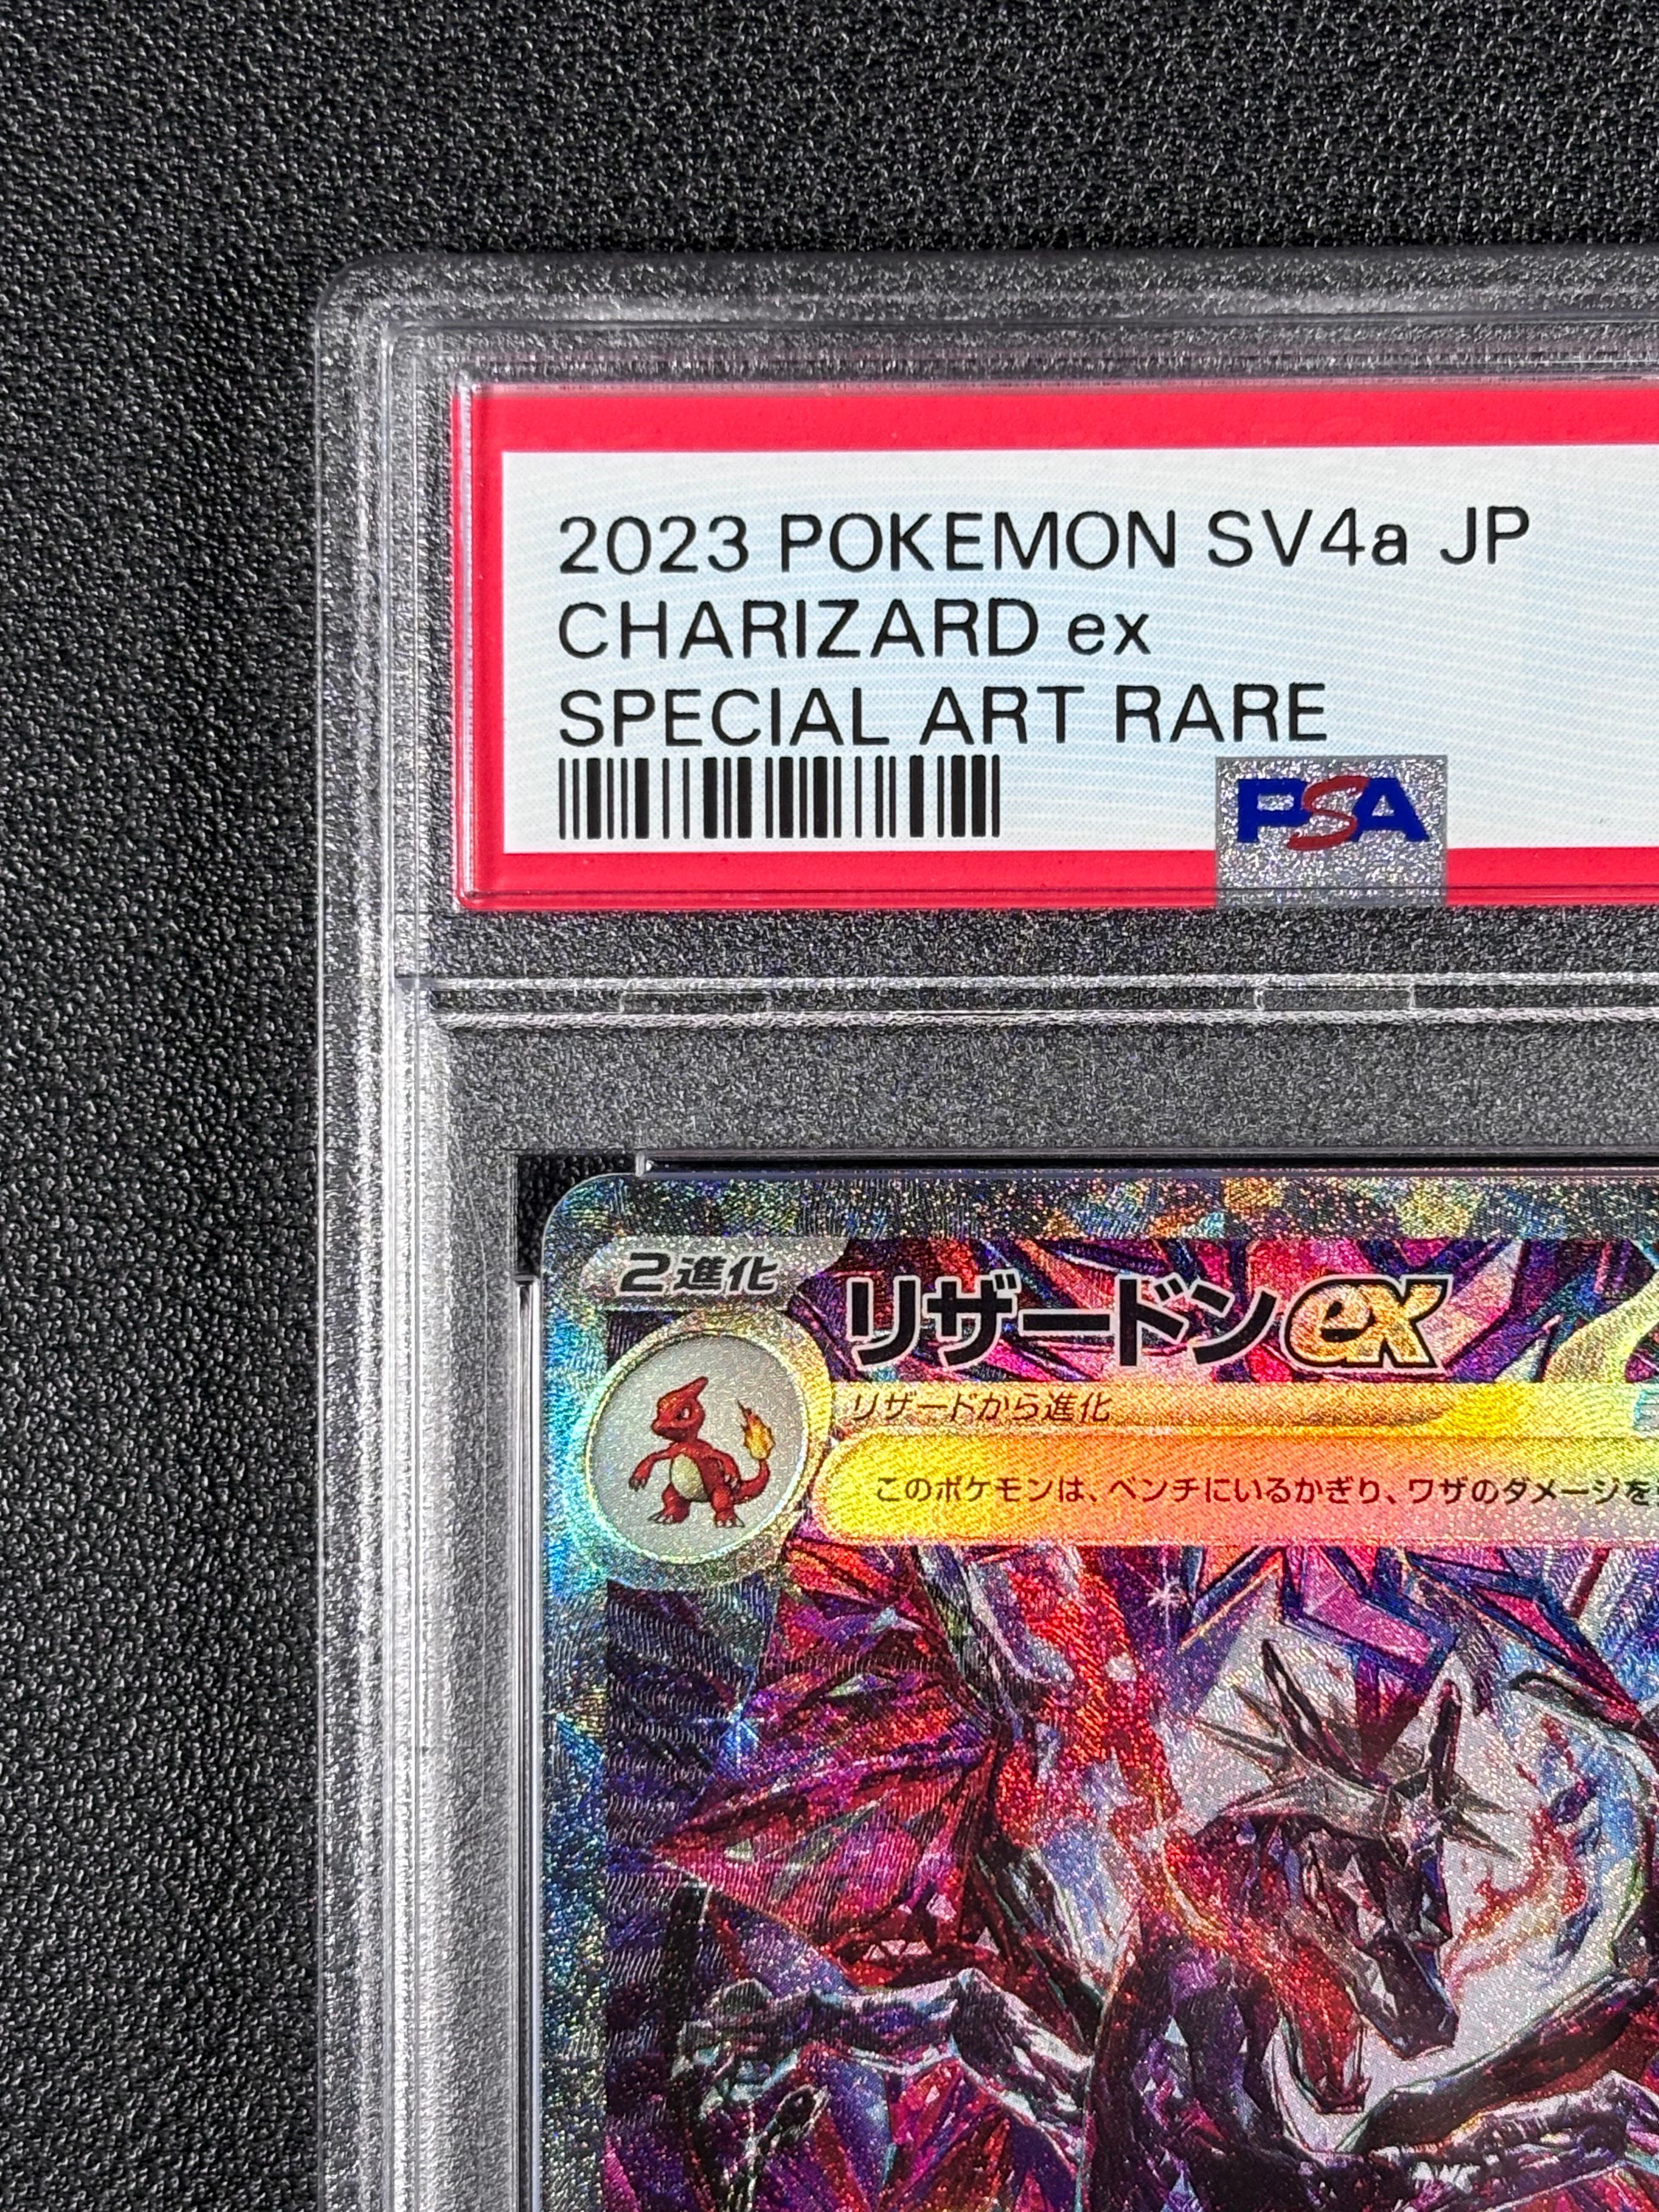 2023 POKEMON SV4a JP
CHARIZARD ex
SPECIAL ART RARE
PSA
2進化
リザードンex
リザードから進化
このポケモンは、ベンチにいるかぎり、ワザのダメージを